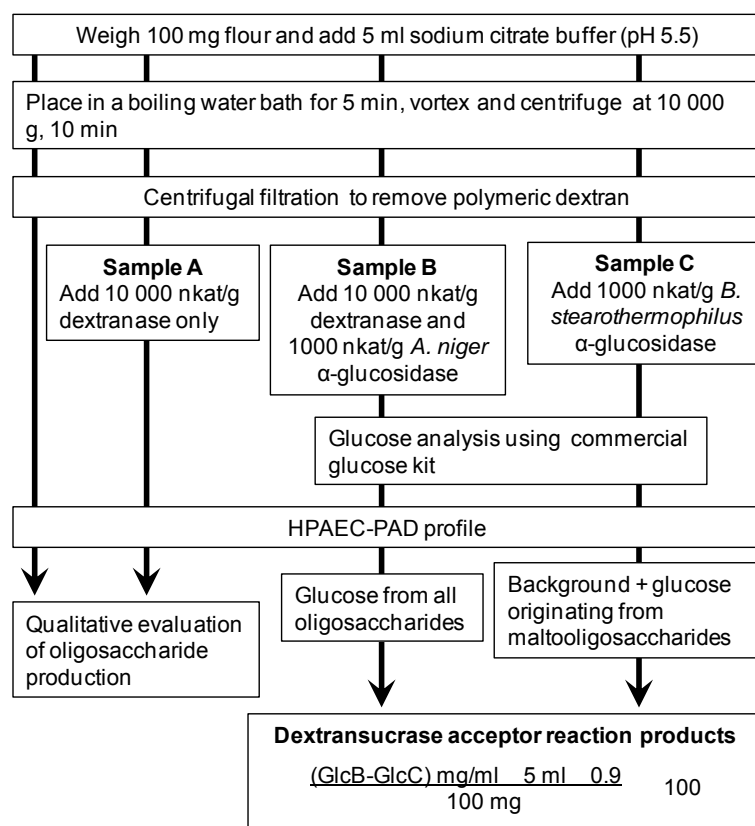 Weigh 100 mg flour and add 5 ml sodium citrate buffer (pH 5.5)
Place in a boiling water bath for 5 min, vortex and centrifuge at 10 000
g, 10 min
Centrifugal filtration to remove polymeric dextran
Sample A
Add 10 000 nkat/g
dextranase only
Sample B
Add 10 000 nkat/g
dextranase and
1000 nkat/g A. niger
α-glucosidase
Sample C
Add 1000 nkat/g B.
stearothermophilus
α-glucosidase
Glucose analysis using commercial
glucose kit
HPAEC-PAD profile
Qualitative evaluation
of oligosaccharide
production
Glucose from all
oligosaccharides
Background + glucose
originating from
maltooligosaccharides
Dextransucrase acceptor reaction products
(GlcB-GlcC) mg/ml 5 ml 0.9
100 mg
100